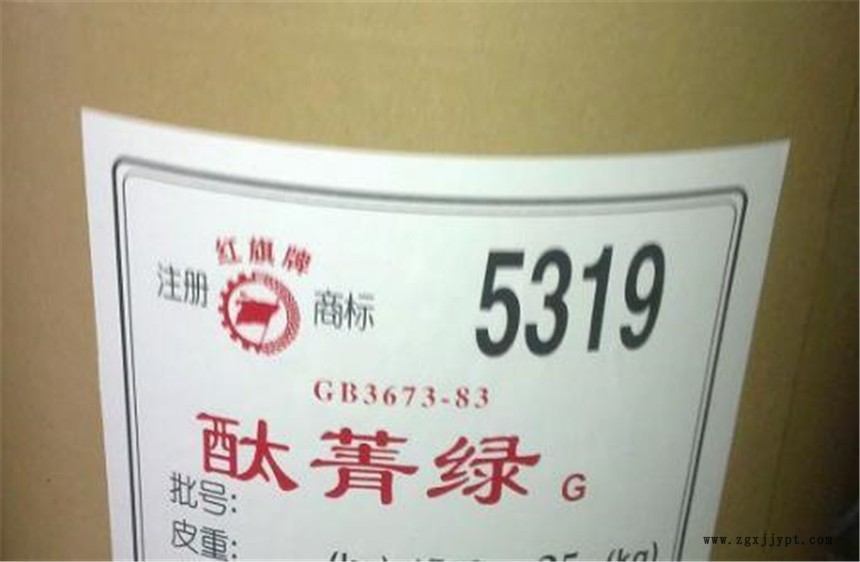 红旗牌
注册 商标
5319
GB3673-83
酞菁绿 G
批号:
皮重:
(kg)
www.zgxjjypt.com